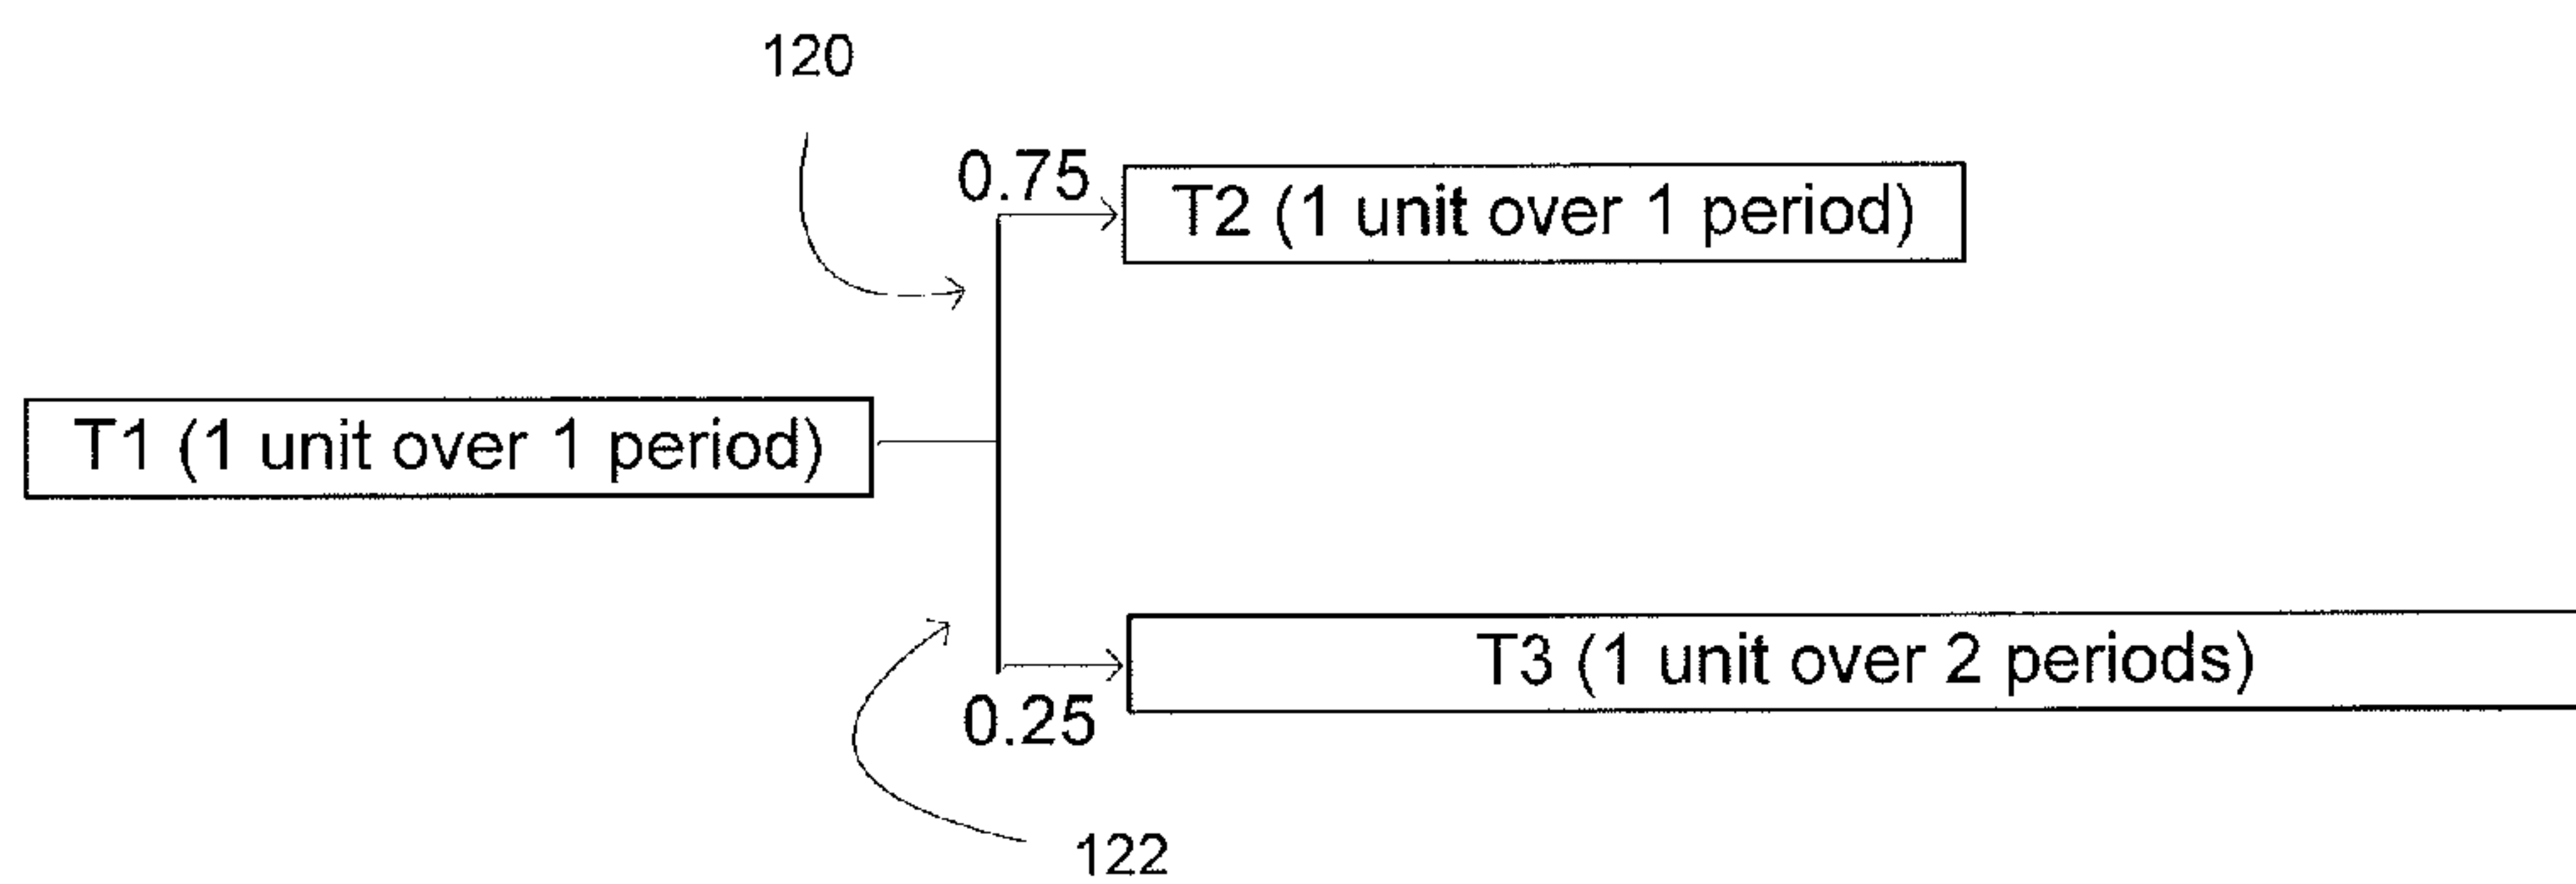 120
0.75
T2 (1 unit over 1 period)
T1 (1 unit over 1 period)
T3 (1 unit over 2 periods)
0.25
122